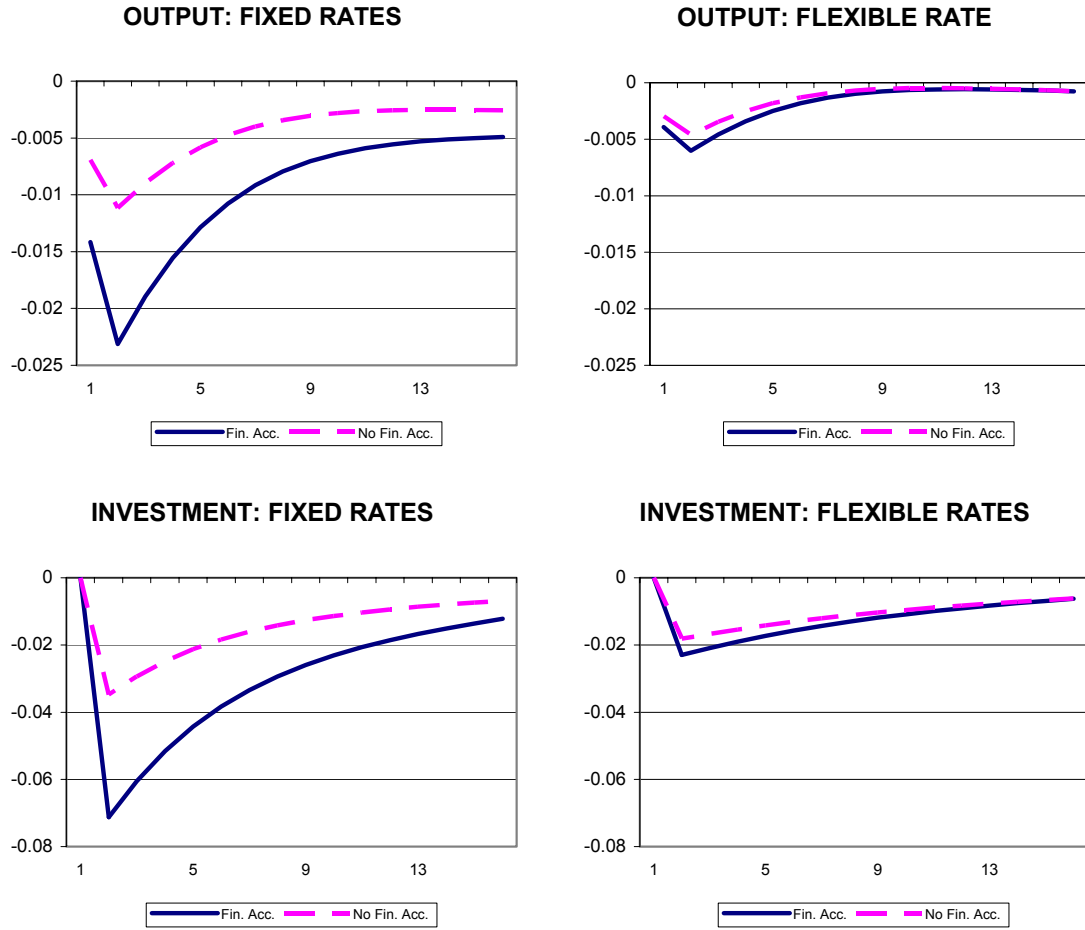 OUTPUT: FIXED RATES
0
-0.005
-0.01
-0.015
-0.02
-0.025
1 5 9 13
Fin. Acc. No Fin. Acc.
OUTPUT: FLEXIBLE RATE
0
-0.005
-0.01
-0.015
-0.02
-0.025
1 5 9 13
Fin. Acc. No Fin. Acc.
INVESTMENT: FIXED RATES
0
-0.02
-0.04
-0.06
-0.08
1 5 9 13
Fin. Acc. No Fin. Acc.
INVESTMENT: FLEXIBLE RATES
0
-0.02
-0.04
-0.06
-0.08
1 5 9 13
Fin. Acc. No Fin. Acc.